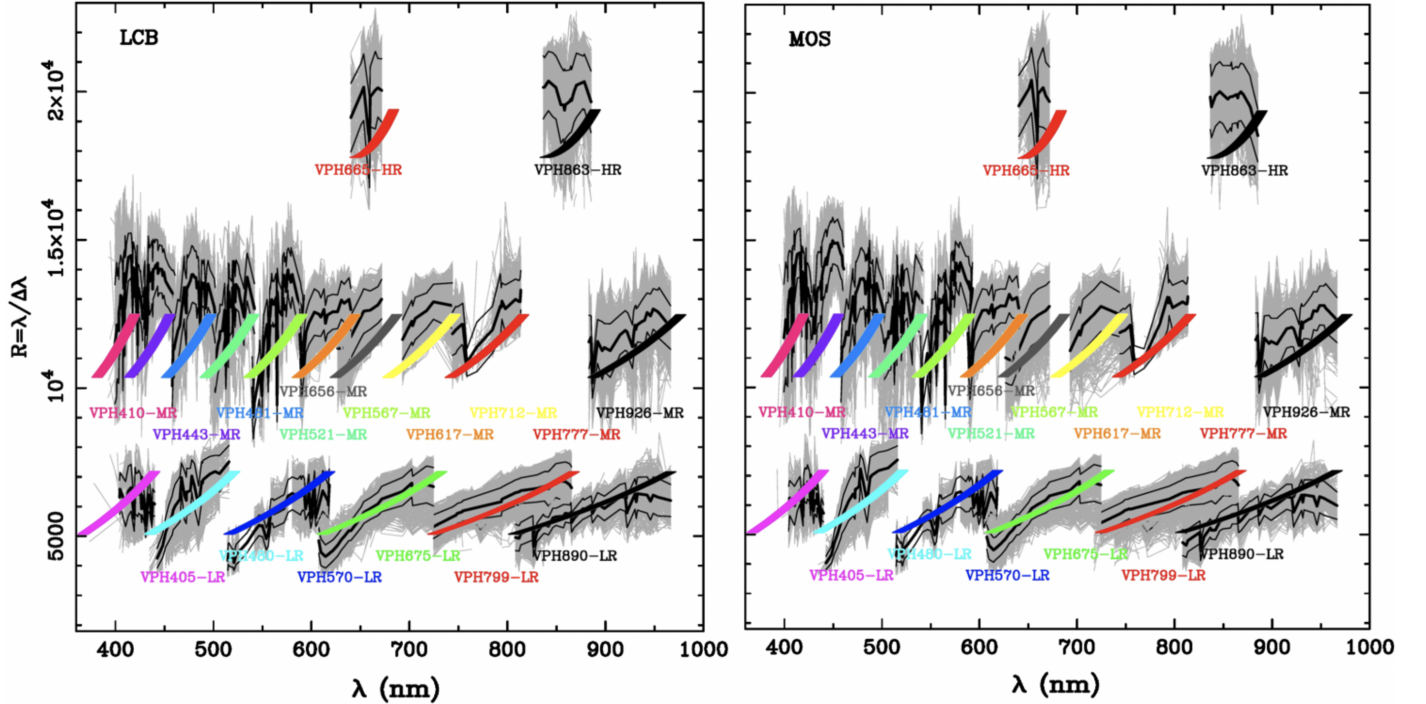 LCB
MOS
2×10⁴
1.5×10⁴
10⁴
5000
R=λ/Δλ
VPH665-HR
VPH863-HR
VPH665-HR
VPH863-HR
VPH656-MR
VPH410-MR
VPH481-MR
VPH567-MR
VPH712-MR
VPH926-MR
VPH443-MR
VPH521-MR
VPH617-MR
VPH777-MR
VPH656-MR
VPH410-MR
VPH481-MR
VPH567-MR
VPH712-MR
VPH926-MR
VPH443-MR
VPH521-MR
VPH617-MR
VPH777-MR
VPH480-LR
VPH675-LR
VPH890-LR
VPH405-LR
VPH570-LR
VPH799-LR
VPH480-LR
VPH675-LR
VPH890-LR
VPH405-LR
VPH570-LR
VPH799-LR
400 500 600 700 800 900 1000
400 500 600 700 800 900 1000
λ (nm)
λ (nm)